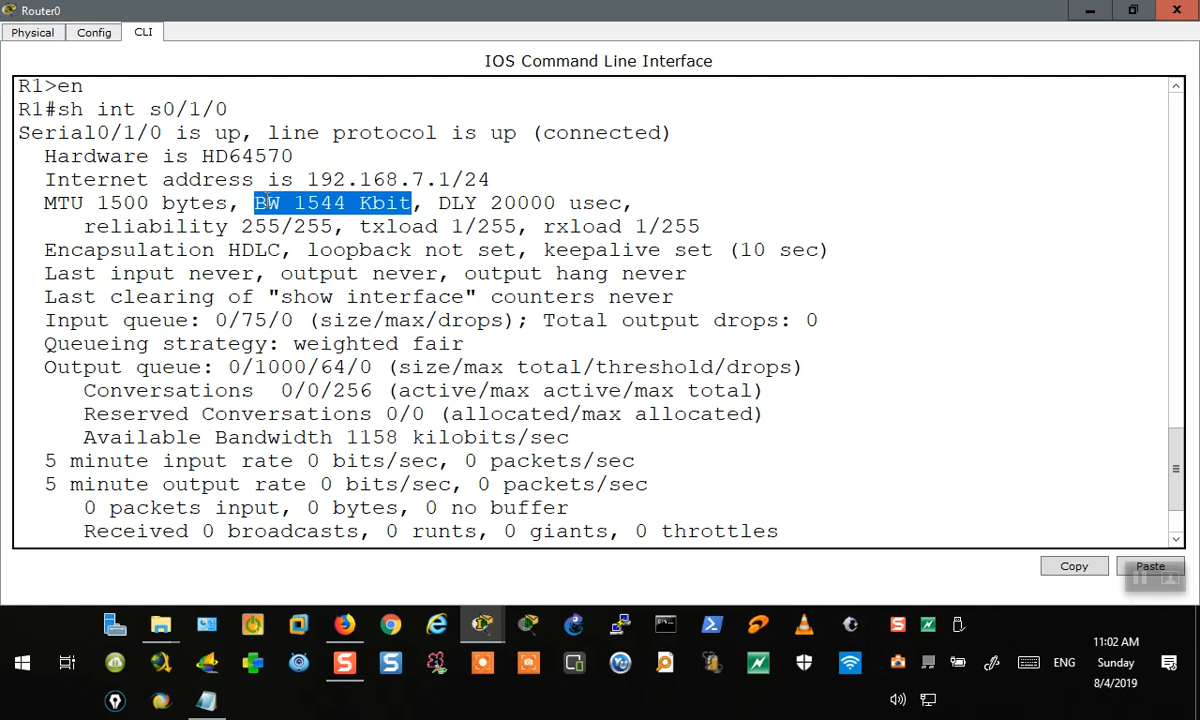 Router0
Physical Config CLI
IOS Command Line Interface
R1>en
R1#sh int s0/1/0
Serial0/1/0 is up, line protocol is up (connected)
Hardware is HD64570
Internet address is 192.168.7.1/24
MTU 1500 bytes, BW 1544 Kbit, DLY 20000 usec,
reliability 255/255, txload 1/255, rxload 1/255
Encapsulation HDLC, loopback not set, keepalive set (10 sec)
Last input never, output never, output hang never
Last clearing of "show interface" counters never
Input queue: 0/75/0 (size/max/drops); Total output drops: 0
Queueing strategy: weighted fair
Output queue: 0/1000/64/0 (size/max total/threshold/drops)
Conversations 0/0/256 (active/max active/max total)
Reserved Conversations 0/0 (allocated/max allocated)
Available Bandwidth 1158 kilobits/sec
5 minute input rate 0 bits/sec, 0 packets/sec
5 minute output rate 0 bits/sec, 0 packets/sec
0 packets input, 0 bytes, 0 no buffer
Received 0 broadcasts, 0 runts, 0 giants, 0 throttles
Copy Paste
11:02 AM
ENG Sunday
8/4/2019